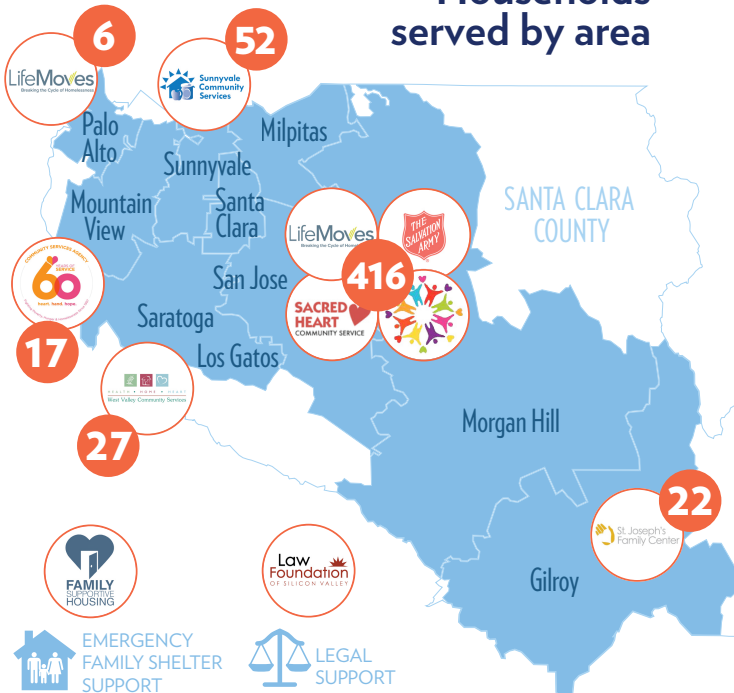 Households
served by area
6
52
LifeMoves
Breaking the Cycle of Homelessness
Sunnyvale
Community
Services
Palo
Alto
Milpitas
Sunnyvale
Mountain
View
Santa
Clara
SANTA CLARA
COUNTY
LifeMoves
Breaking the Cycle of Home
THE
SALVATION
ARMY
COMMUNITY SERVICES AGENCY
60
YEARS OF
SERVICE
heart. hand. hope.
San Jose
416
SACRED
HEART
COMMUNITY SERVICE
Saratoga
17
Los Gatos
HEALTH • HOME • HEART
West Valley Community Services
27
Morgan Hill
22
St. Joseph's
Family Center
Gilroy
FAMILY
SUPPORTIVE
HOUSING
Law
Foundation
OF SILICON VALLEY
EMERGENCY
FAMILY SHELTER
SUPPORT
LEGAL
SUPPORT